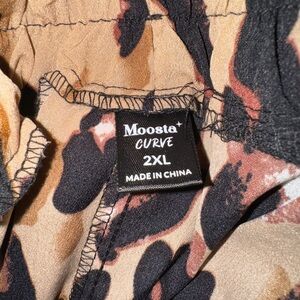 Moosta+
CURVE
2XL
MADE IN CHINA